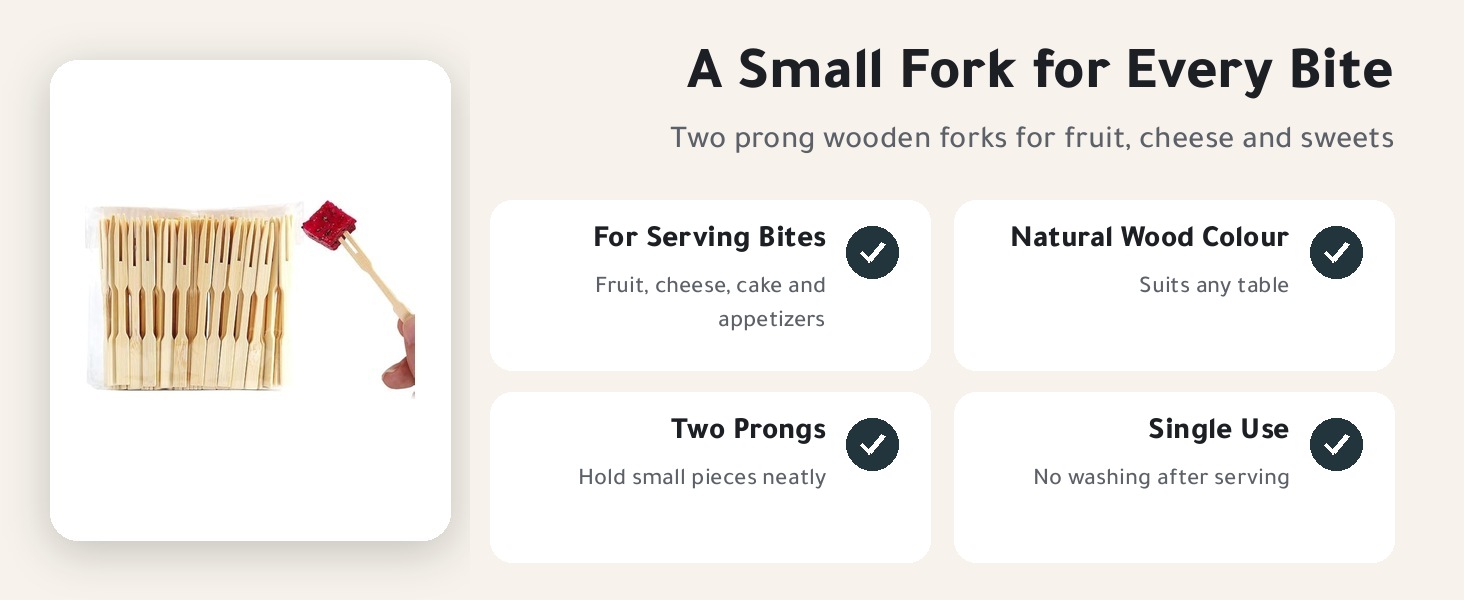 A Small Fork for Every Bite
Two prong wooden forks for fruit, cheese and sweets
For Serving Bites
Fruit, cheese, cake and
appetizers
Natural Wood Colour
Suits any table
Two Prongs
Hold small pieces neatly
Single Use
No washing after serving